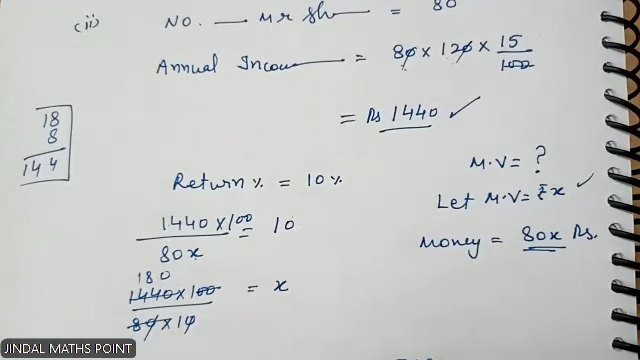 (ii) No. — Mr Sh— = 80
Annual Incom— = 80 x 120 x 15/100
= Rs 1440 ✓
18
8
144
Return % = 10%
1440 x 100 / 80x = 10
180
1440 x 100 / 80 x 10 = x
M.V = ?
Let M.V = ₹x ✓
Money = 80x Rs.
JINDAL MATHS POINT